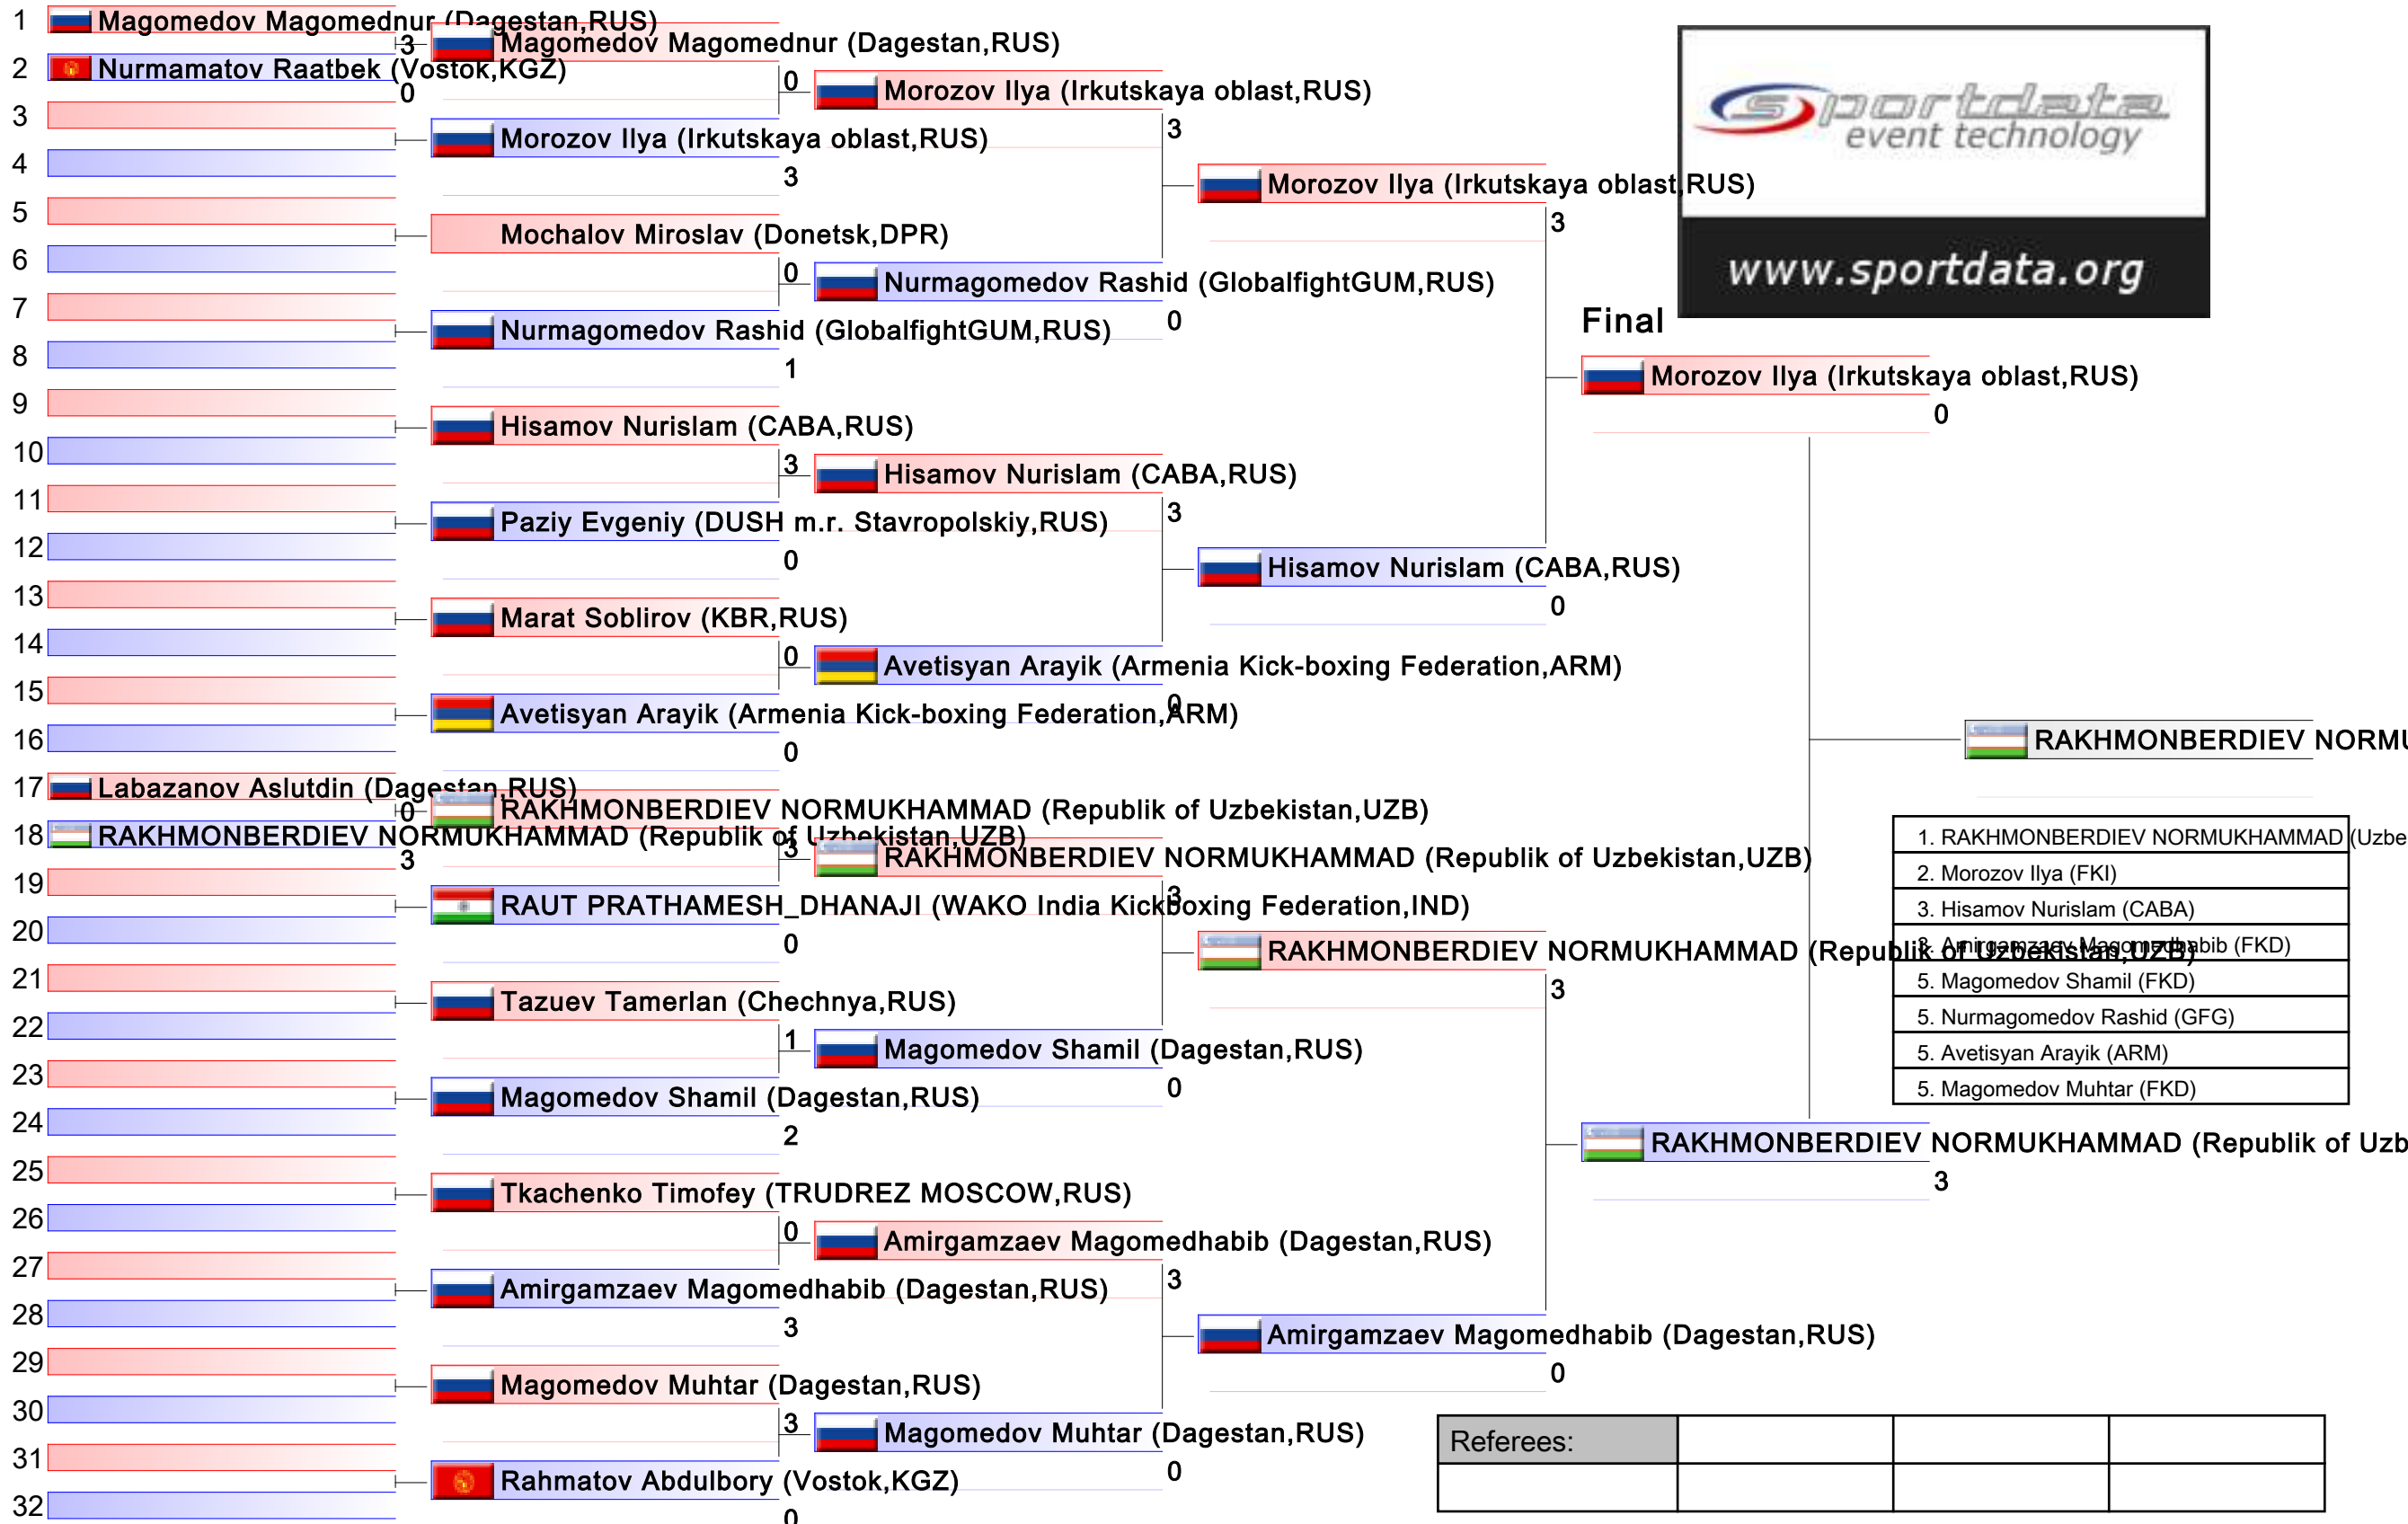 1 Magomedov Magomednur (Dagestan,RUS)
3
2 Nurmamatov Raatbek (Vostok,KGZ)
0
3
4
5
6
7
8
9
10
11
12
13
14
15
16
17 Labazanov Aslutdin (Dagestan,RUS)
0
18 RAKHMONBERDIEV NORMUKHAMMAD (Republik of Uzbekistan,UZB)
3
19
20
21
22
23
24
25
26
27
28
29
30
31
32
Magomedov Magomednur (Dagestan,RUS)
0
Morozov Ilya (Irkutskaya oblast,RUS)
3
Mochalov Miroslav (Donetsk,DPR)
0
Nurmagomedov Rashid (GlobalfightGUM,RUS)
1
Hisamov Nurislam (CABA,RUS)
3
Paziy Evgeniy (DUSH m.r. Stavropolskiy,RUS)
0
Marat Soblirov (KBR,RUS)
0
Avetisyan Arayik (Armenia Kick-boxing Federation,ARM)
0
RAKHMONBERDIEV NORMUKHAMMAD (Republik of Uzbekistan,UZB)
3
RAUT PRATHAMESH_DHANAJI (WAKO India Kickboxing Federation,IND)
0
Tazuev Tamerlan (Chechnya,RUS)
1
Magomedov Shamil (Dagestan,RUS)
2
Tkachenko Timofey (TRUDREZ MOSCOW,RUS)
0
Amirgamzaev Magomedhabib (Dagestan,RUS)
3
Magomedov Muhtar (Dagestan,RUS)
3
Rahmatov Abdulbory (Vostok,KGZ)
0
Morozov Ilya (Irkutskaya oblast,RUS)
3
Nurmagomedov Rashid (GlobalfightGUM,RUS)
0
Hisamov Nurislam (CABA,RUS)
3
Avetisyan Arayik (Armenia Kick-boxing Federation,ARM)
0
RAKHMONBERDIEV NORMUKHAMMAD (Republik of Uzbekistan,UZB)
3
Magomedov Shamil (Dagestan,RUS)
0
Amirgamzaev Magomedhabib (Dagestan,RUS)
3
Magomedov Muhtar (Dagestan,RUS)
0
Morozov Ilya (Irkutskaya oblast,RUS)
3
Hisamov Nurislam (CABA,RUS)
0
RAKHMONBERDIEV NORMUKHAMMAD (Republik of Uzbekistan,UZB)
3
Amirgamzaev Magomedhabib (Dagestan,RUS)
0
sportdata
event technology
www.sportdata.org
Final
Morozov Ilya (Irkutskaya oblast,RUS)
0
RAKHMONBERDIEV NORMUKHAMMAD (Republik of Uzb
3
RAKHMONBERDIEV NORMU
1. RAKHMONBERDIEV NORMUKHAMMAD (Uzbe
2. Morozov Ilya (FKI)
3. Hisamov Nurislam (CABA)
3. Amirgamzaev Magomedhabib (FKD)
5. Magomedov Shamil (FKD)
5. Nurmagomedov Rashid (GFG)
5. Avetisyan Arayik (ARM)
5. Magomedov Muhtar (FKD)
Referees: